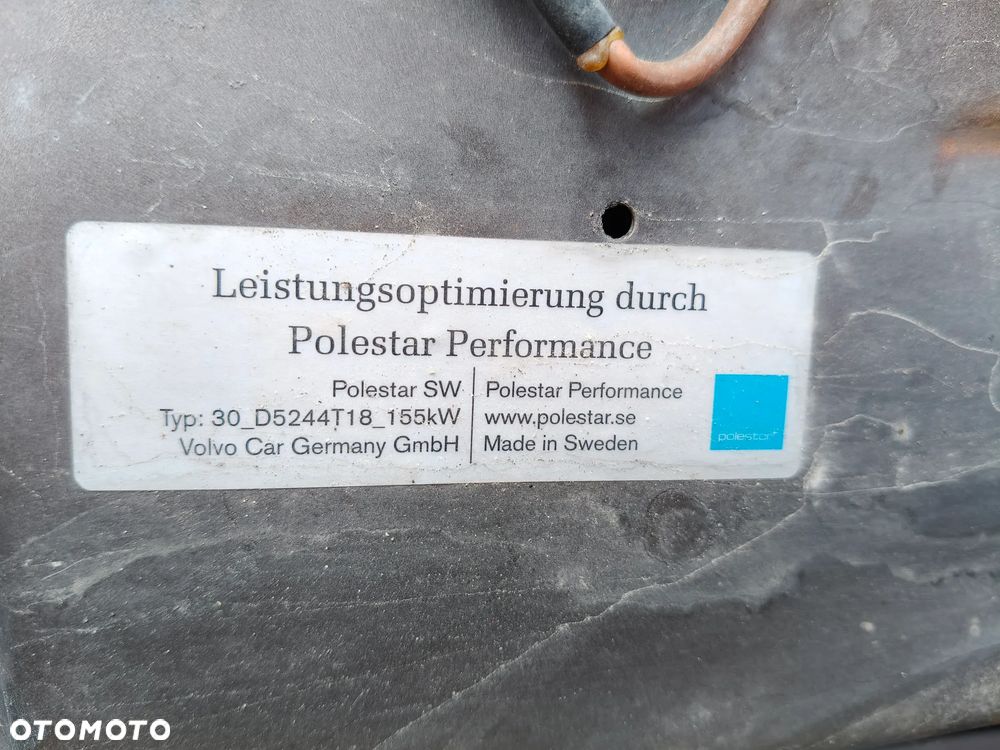 Leistungsoptimierung durch
Polestar Performance
Polestar SW
Typ: 30_D5244T18_155kW
Volvo Car Germany GmbH
Polestar Performance
www.polestar.se
Made in Sweden
polestar
OTOMOTO